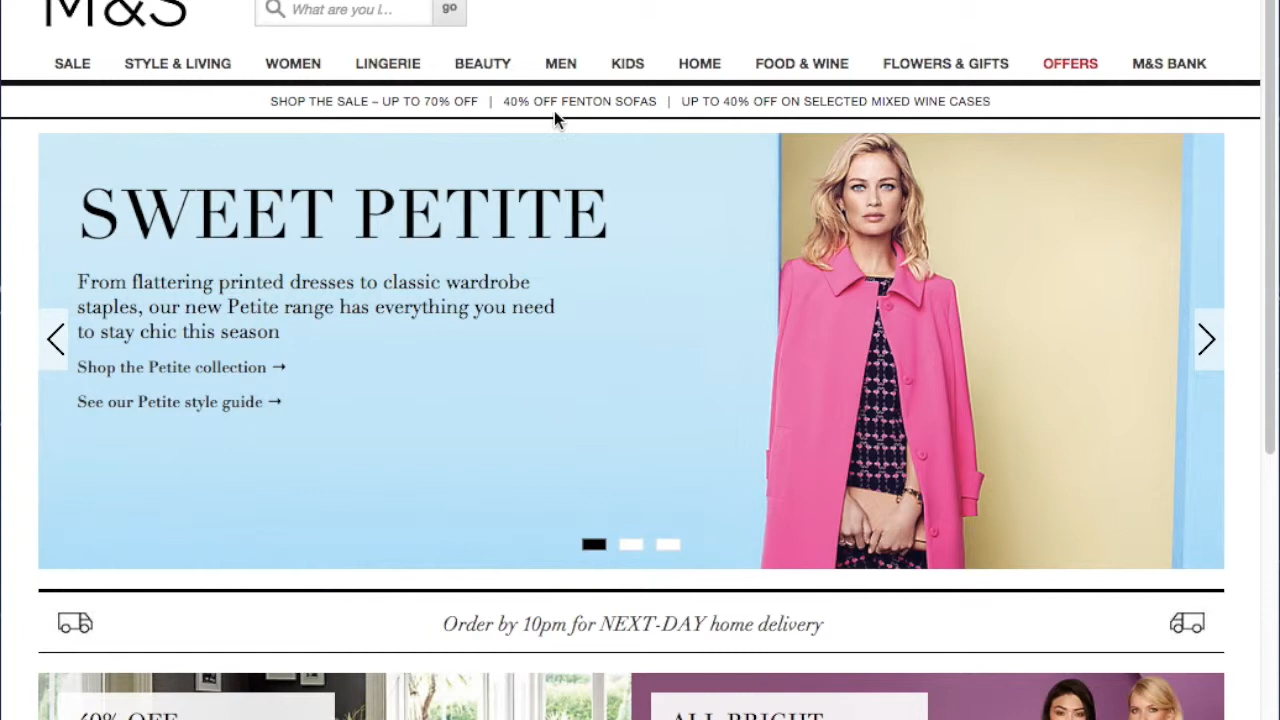 M&S
What are you l...
go
SALE STYLE & LIVING WOMEN LINGERIE BEAUTY MEN KIDS HOME FOOD & WINE FLOWERS & GIFTS OFFERS M&S BANK
SHOP THE SALE – UP TO 70% OFF | 40% OFF FENTON SOFAS | UP TO 40% OFF ON SELECTED MIXED WINE CASES
SWEET PETITE
From flattering printed dresses to classic wardrobe
staples, our new Petite range has everything you need
to stay chic this season
Shop the Petite collection →
See our Petite style guide →
Order by 10pm for NEXT-DAY home delivery
40% OFF
ALL BRIGHT